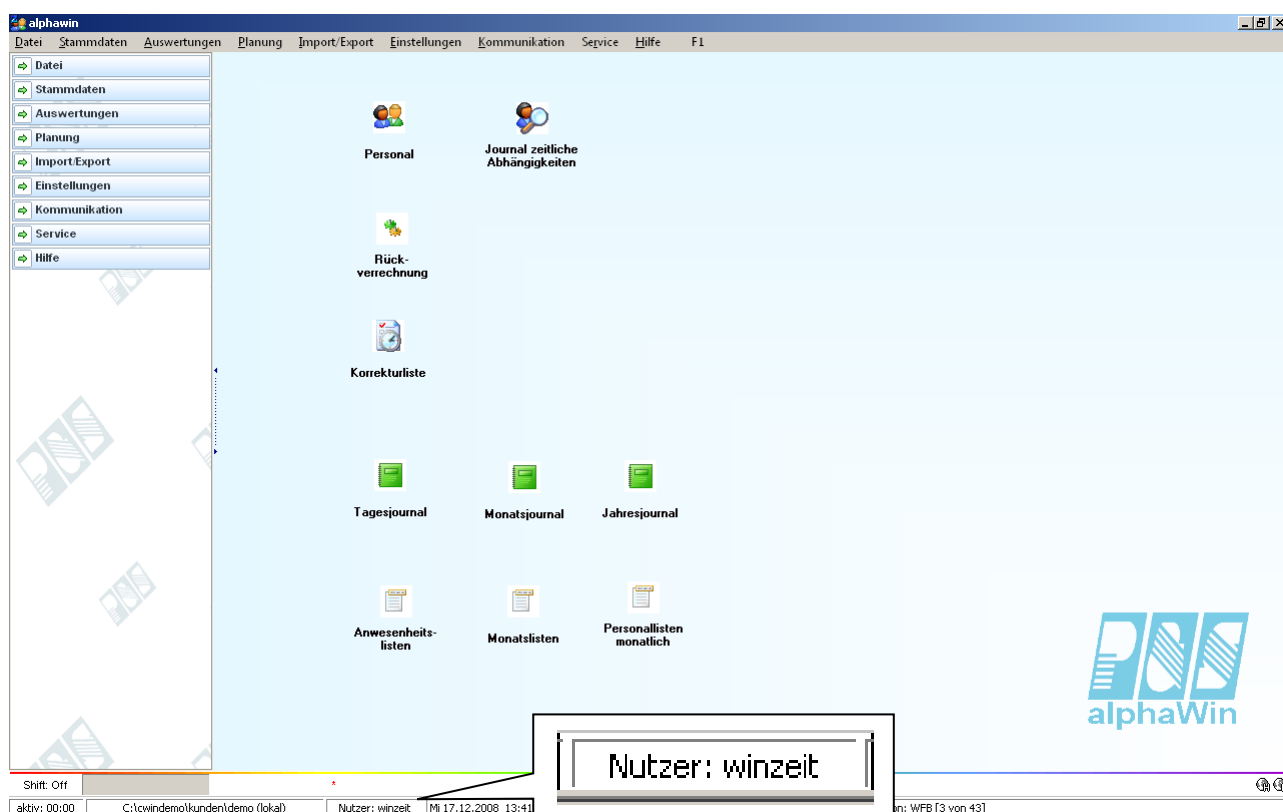 alphawin
Datei Stammdaten Auswertungen Planung Import/Export Einstellungen Kommunikation Service Hilfe F1
Datei
Stammdaten
Auswertungen
Planung
Import/Export
Einstellungen
Kommunikation
Service
Hilfe
Personal
Journal zeitliche
Abhängigkeiten
Rück-
verrechnung
Korrekturliste
Tagesjournal
Monatsjournal
Jahresjournal
Anwesenheits-
listen
Monatslisten
Personallisten
monatlich
alphaWin
Nutzer: winzeit
Shift: Off
*
aktiv: 00:00 C:\cwindemo\kunden\demo (lokal) Nutzer: winzeit Mi 17.12.2008 13:41 on: WFB [3 von 43]